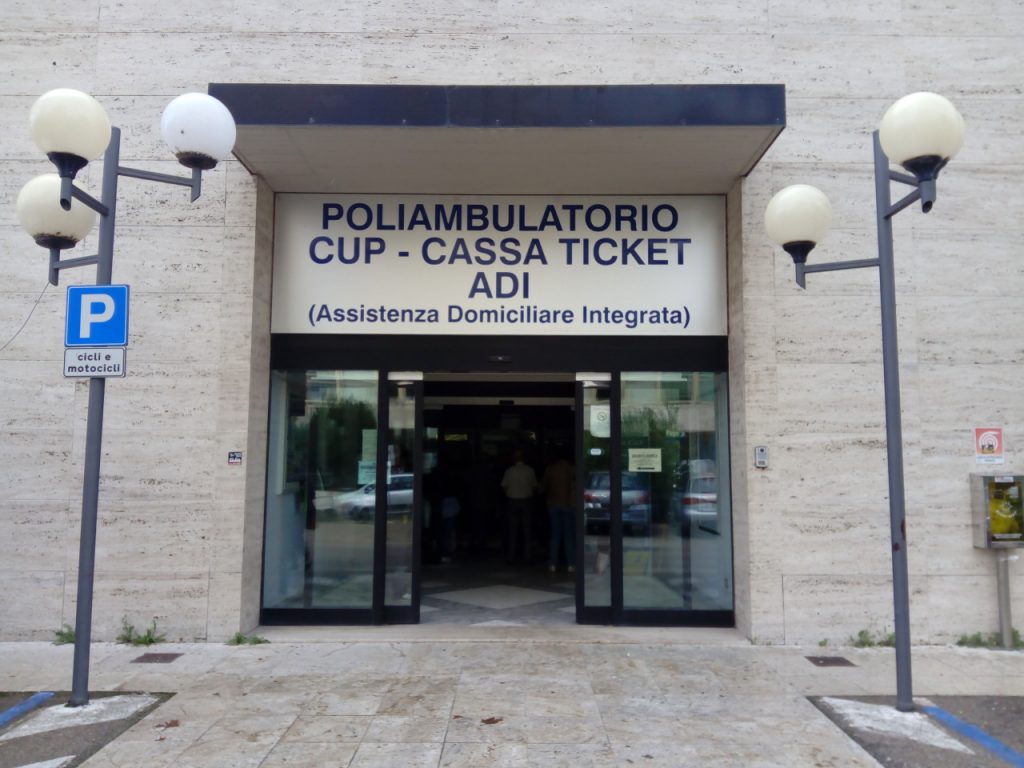 POLIAMBULATORIO
CUP - CASSA TICKET
ADI
(Assistenza Domiciliare Integrata)
P
cicli e
motocicli